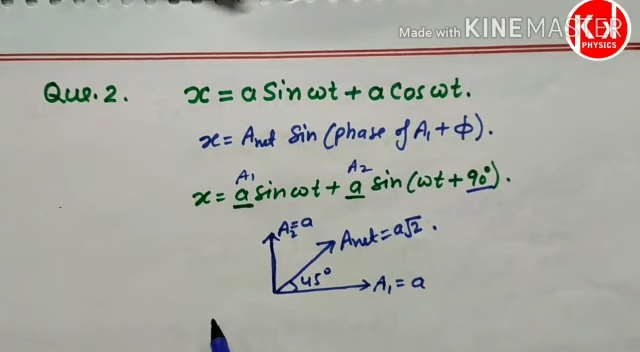 Made with KINEMASTER
KK
PHYSICS
Que. 2. x = a Sin ωt + a Cos ωt.
x = Anet Sin (phase of A₁ + ϕ).
A₁ A₂
x = a sin ωt + a sin (ωt + 90°).
A₂ = a
Anet = a√2.
45°
A₁ = a